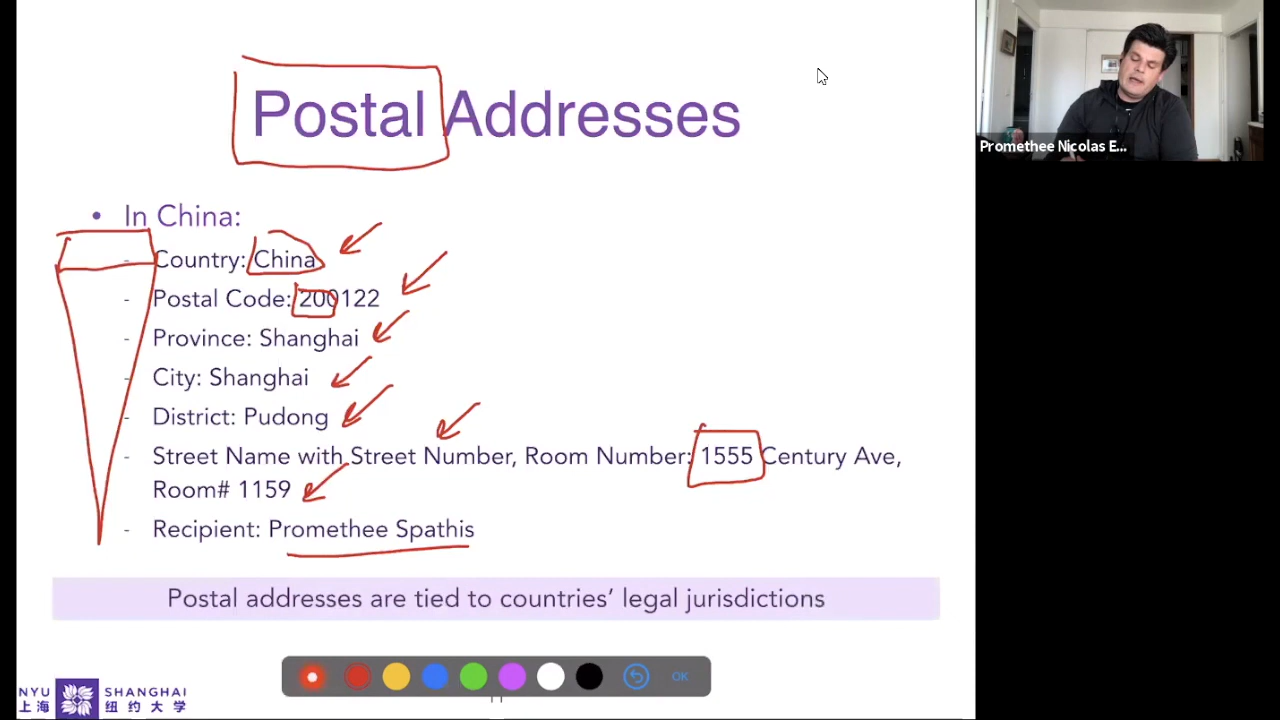 Postal Addresses
Promethee Nicolas E...
• In China:
- Country: China
- Postal Code: 200122
- Province: Shanghai
- City: Shanghai
- District: Pudong
- Street Name with Street Number, Room Number: 1555 Century Ave,
Room# 1159
- Recipient: Promethee Spathis
Postal addresses are tied to countries’ legal jurisdictions
OK
NYU SHANGHAI
上海 纽约大学